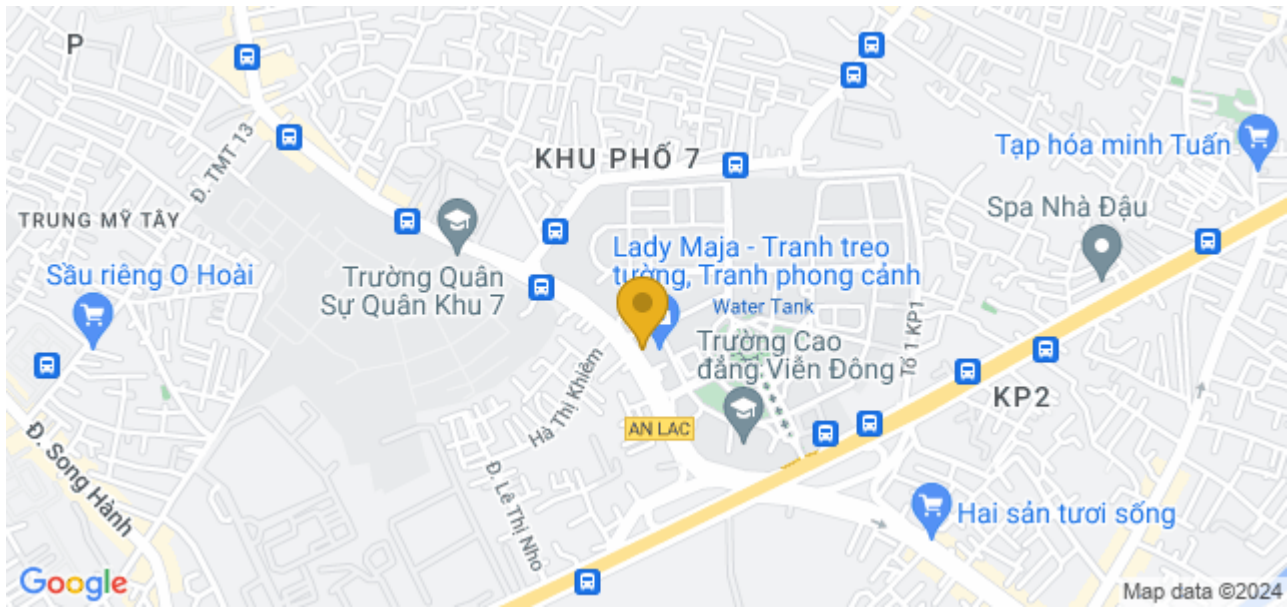 P
Đ. TMT 13
KHU PHỐ 7
Tạp hóa minh Tuấn
TRUNG MỸ TÂY
Spa Nhà Đậu
Sầu riêng O Hoài
Trường Quân
Sự Quân Khu 7
Lady Maja - Tranh treo
tường, Tranh phong cảnh
Water Tank
Trường Cao
đẳng Viễn Đông
Tổ 1 KP1
Hà Thị Khiêm
KP2
AN LAC
Đ. Song Hành
Đ. Lê Thị Nho
Hai sản tươi sống
Google
Map data ©2024